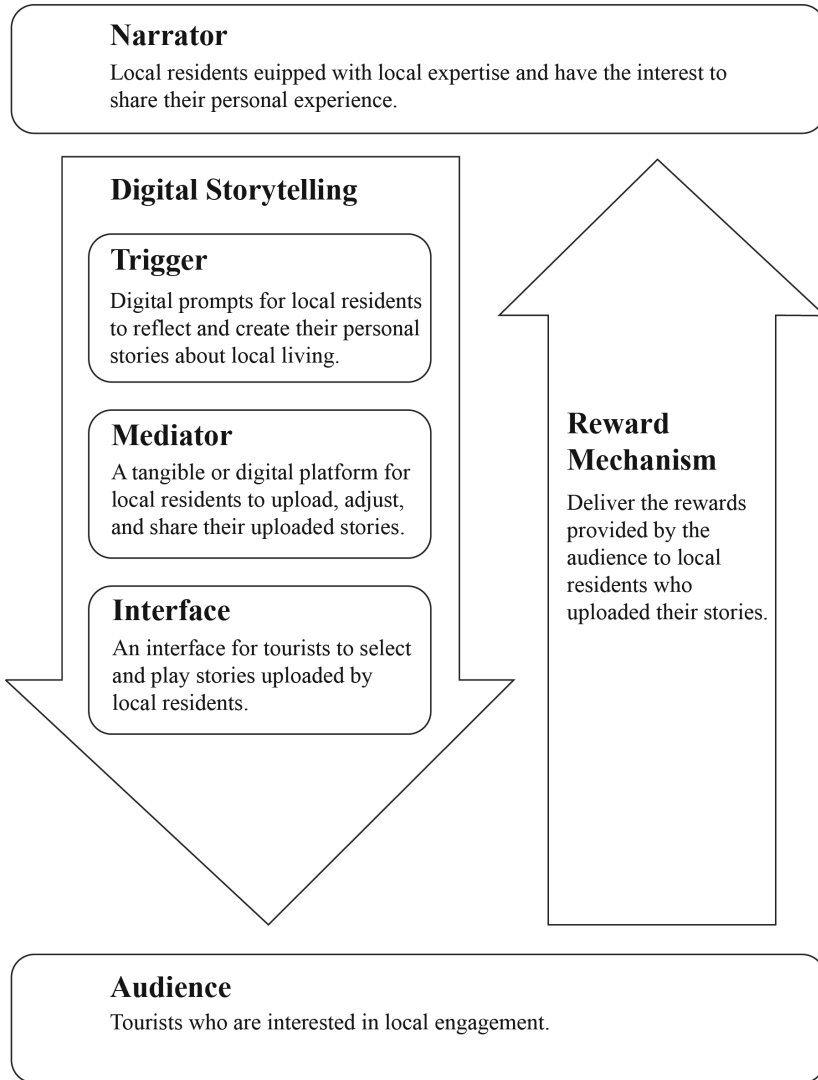 Narrator
Local residents euipped with local expertise and have the interest to
share their personal experience.
Digital Storytelling
Trigger
Digital prompts for local residents
to reflect and create their personal
stories about local living.
Mediator
A tangible or digital platform for
local residents to upload, adjust,
and share their uploaded stories.
Interface
An interface for tourists to select
and play stories uploaded by
local residents.
Reward
Mechanism
Deliver the rewards
provided by the
audience to local
residents who
uploaded their stories.
Audience
Tourists who are interested in local engagement.